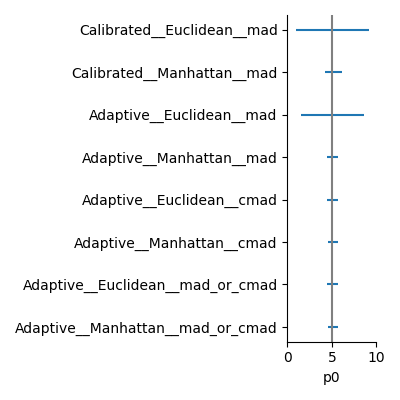 Calibrated__Euclidean__mad
Calibrated__Manhattan__mad
Adaptive__Euclidean__mad
Adaptive__Manhattan__mad
Adaptive__Euclidean__cmad
Adaptive__Manhattan__cmad
Adaptive__Euclidean__mad_or_cmad
Adaptive__Manhattan__mad_or_cmad
0 5 10
p0